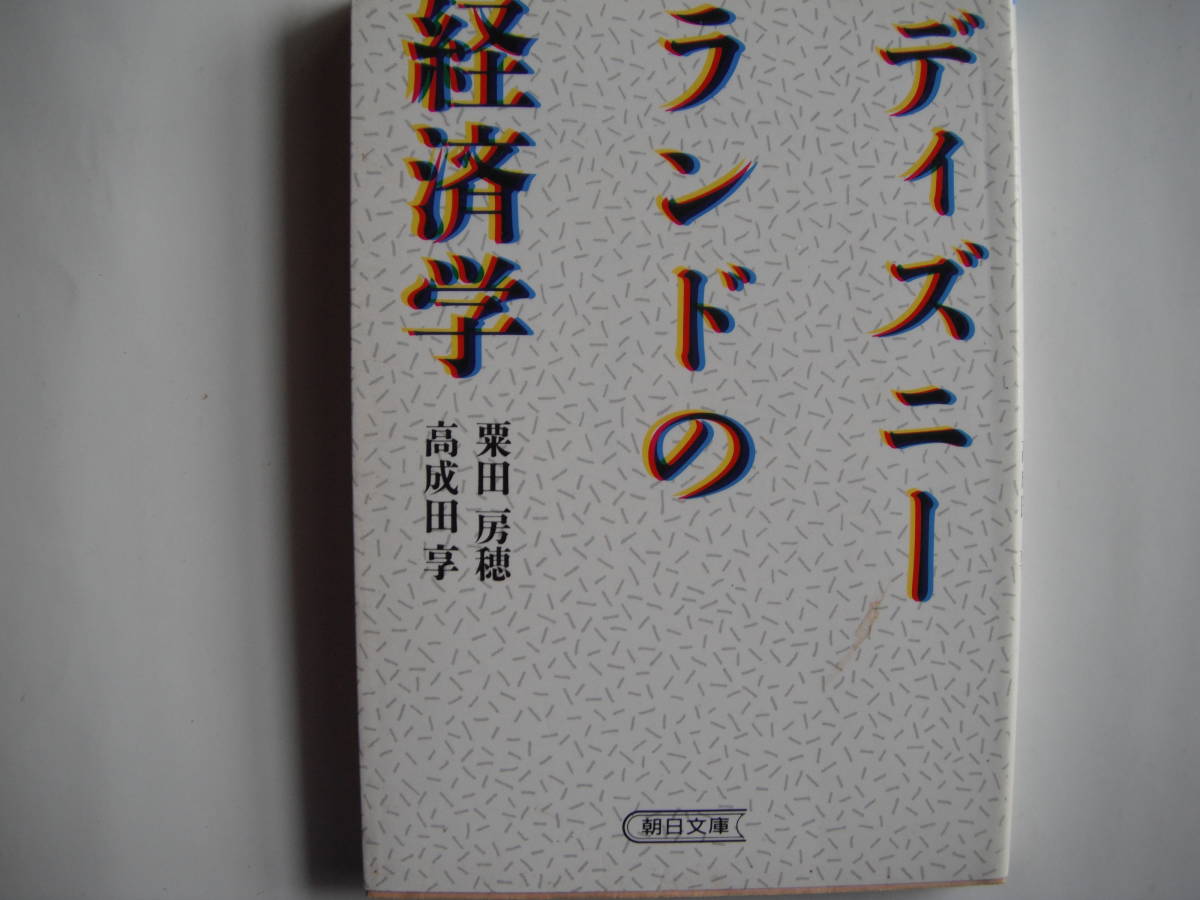 ディズニー
ランドの
経済学
粟田房穂
高成田享
朝日文庫